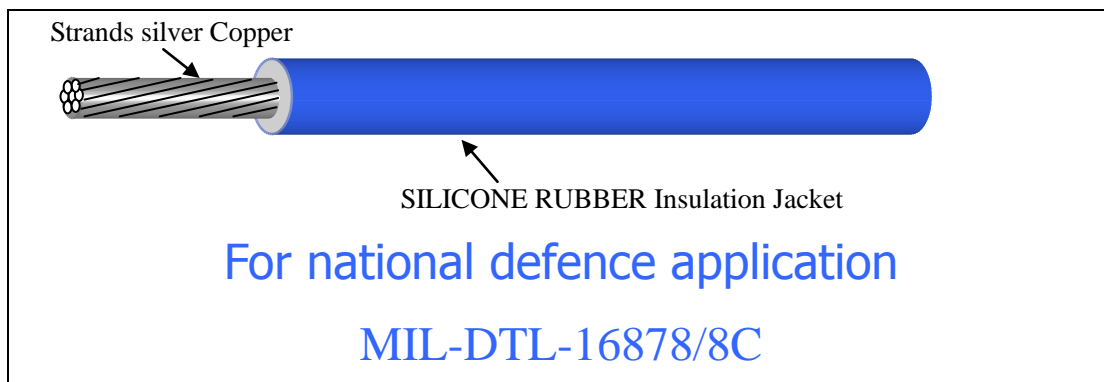 Strands silver Copper
SILICONE RUBBER Insulation Jacket
For national defence application
MIL-DTL-16878/8C